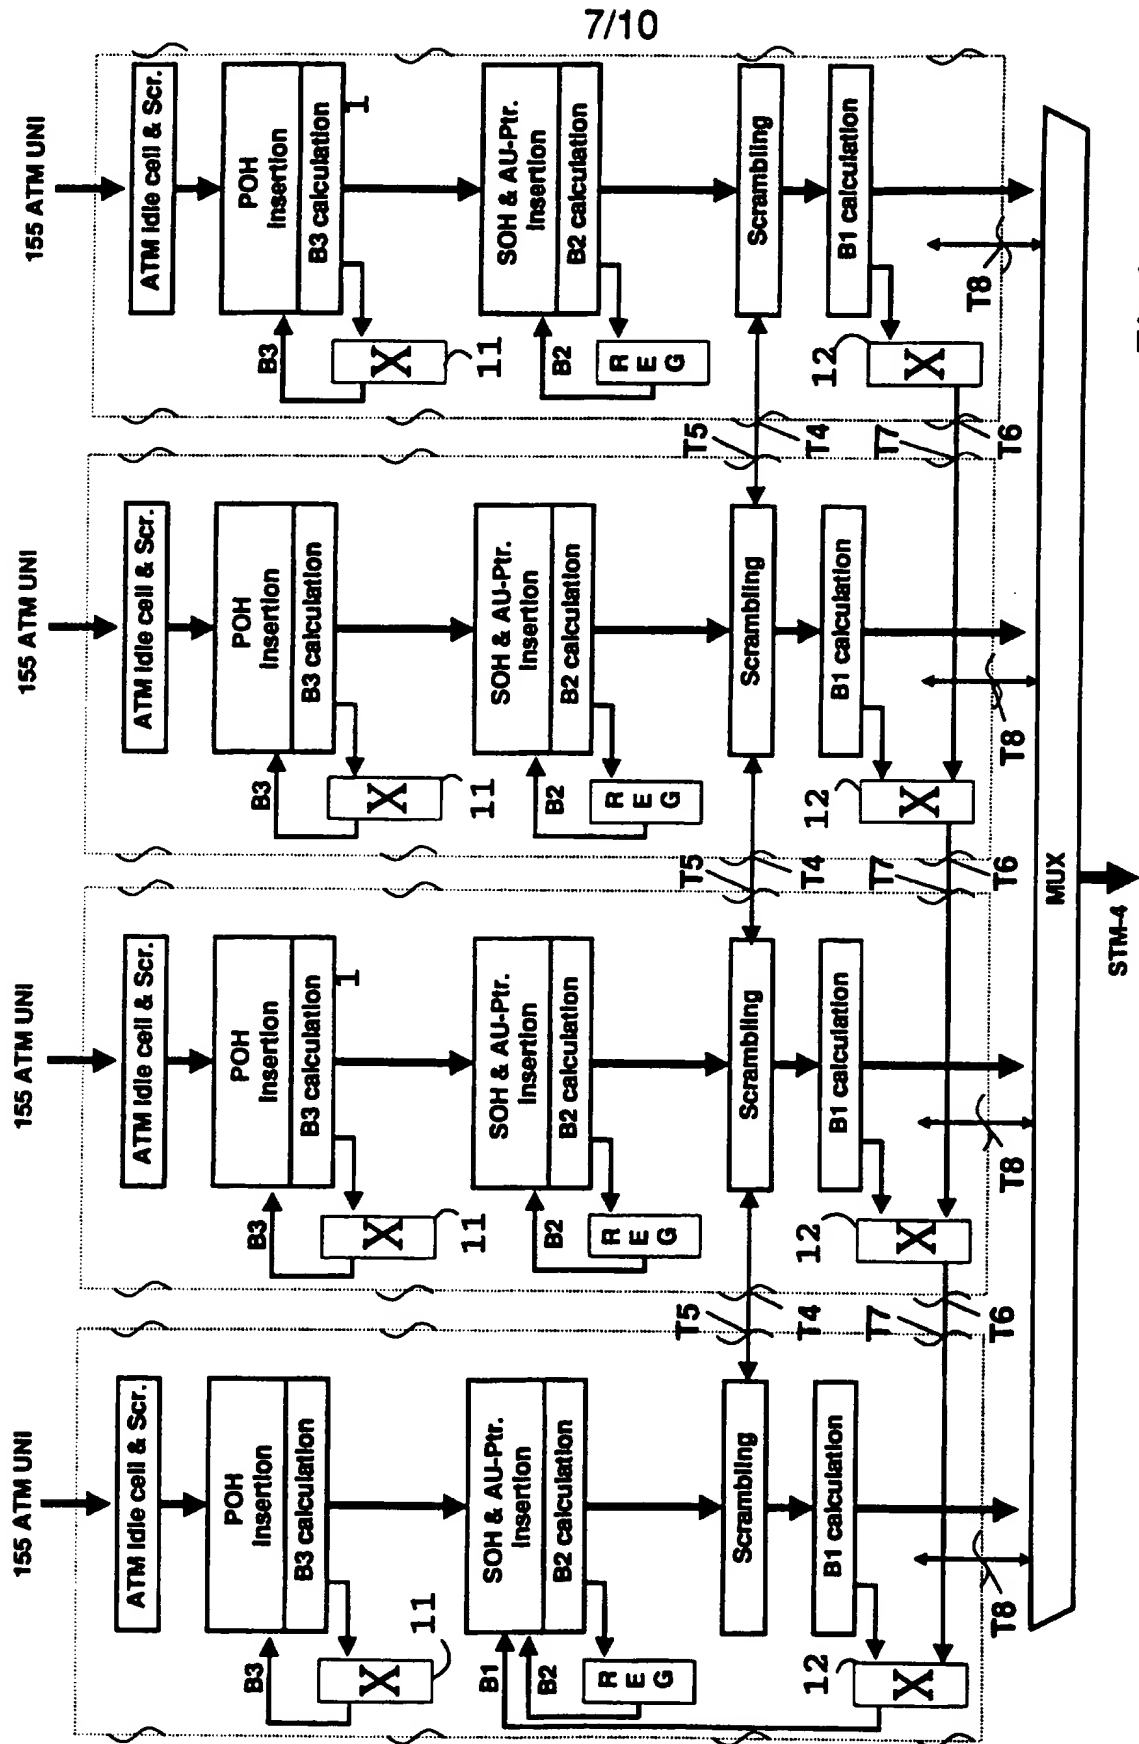 7/10
155 ATM UNI
ATM Idle cell & Scr.
POH
Insertion
B3 calculation
B3
X
11
SOH & AU-Ptr.
Insertion
B2 calculation
B1
B2
REG
Scrambling
B1 calculation
12
X
T8
T5
T4
T7
T6
155 ATM UNI
ATM Idle cell & Scr.
POH
Insertion
B3 calculation
1
B3
X
11
SOH & AU-Ptr.
Insertion
B2 calculation
B2
REG
Scrambling
B1 calculation
12
X
T8
T5
T4
T7
T6
155 ATM UNI
ATM Idle cell & Scr.
POH
Insertion
B3 calculation
B3
X
11
SOH & AU-Ptr.
Insertion
B2 calculation
B2
REG
Scrambling
B1 calculation
12
X
T8
T5
T4
T7
T6
155 ATM UNI
ATM Idle cell & Scr.
POH
Insertion
B3 calculation
1
B3
X
11
SOH & AU-Ptr.
Insertion
B2 calculation
B2
REG
Scrambling
B1 calculation
12
X
T8
MUX
STM-4